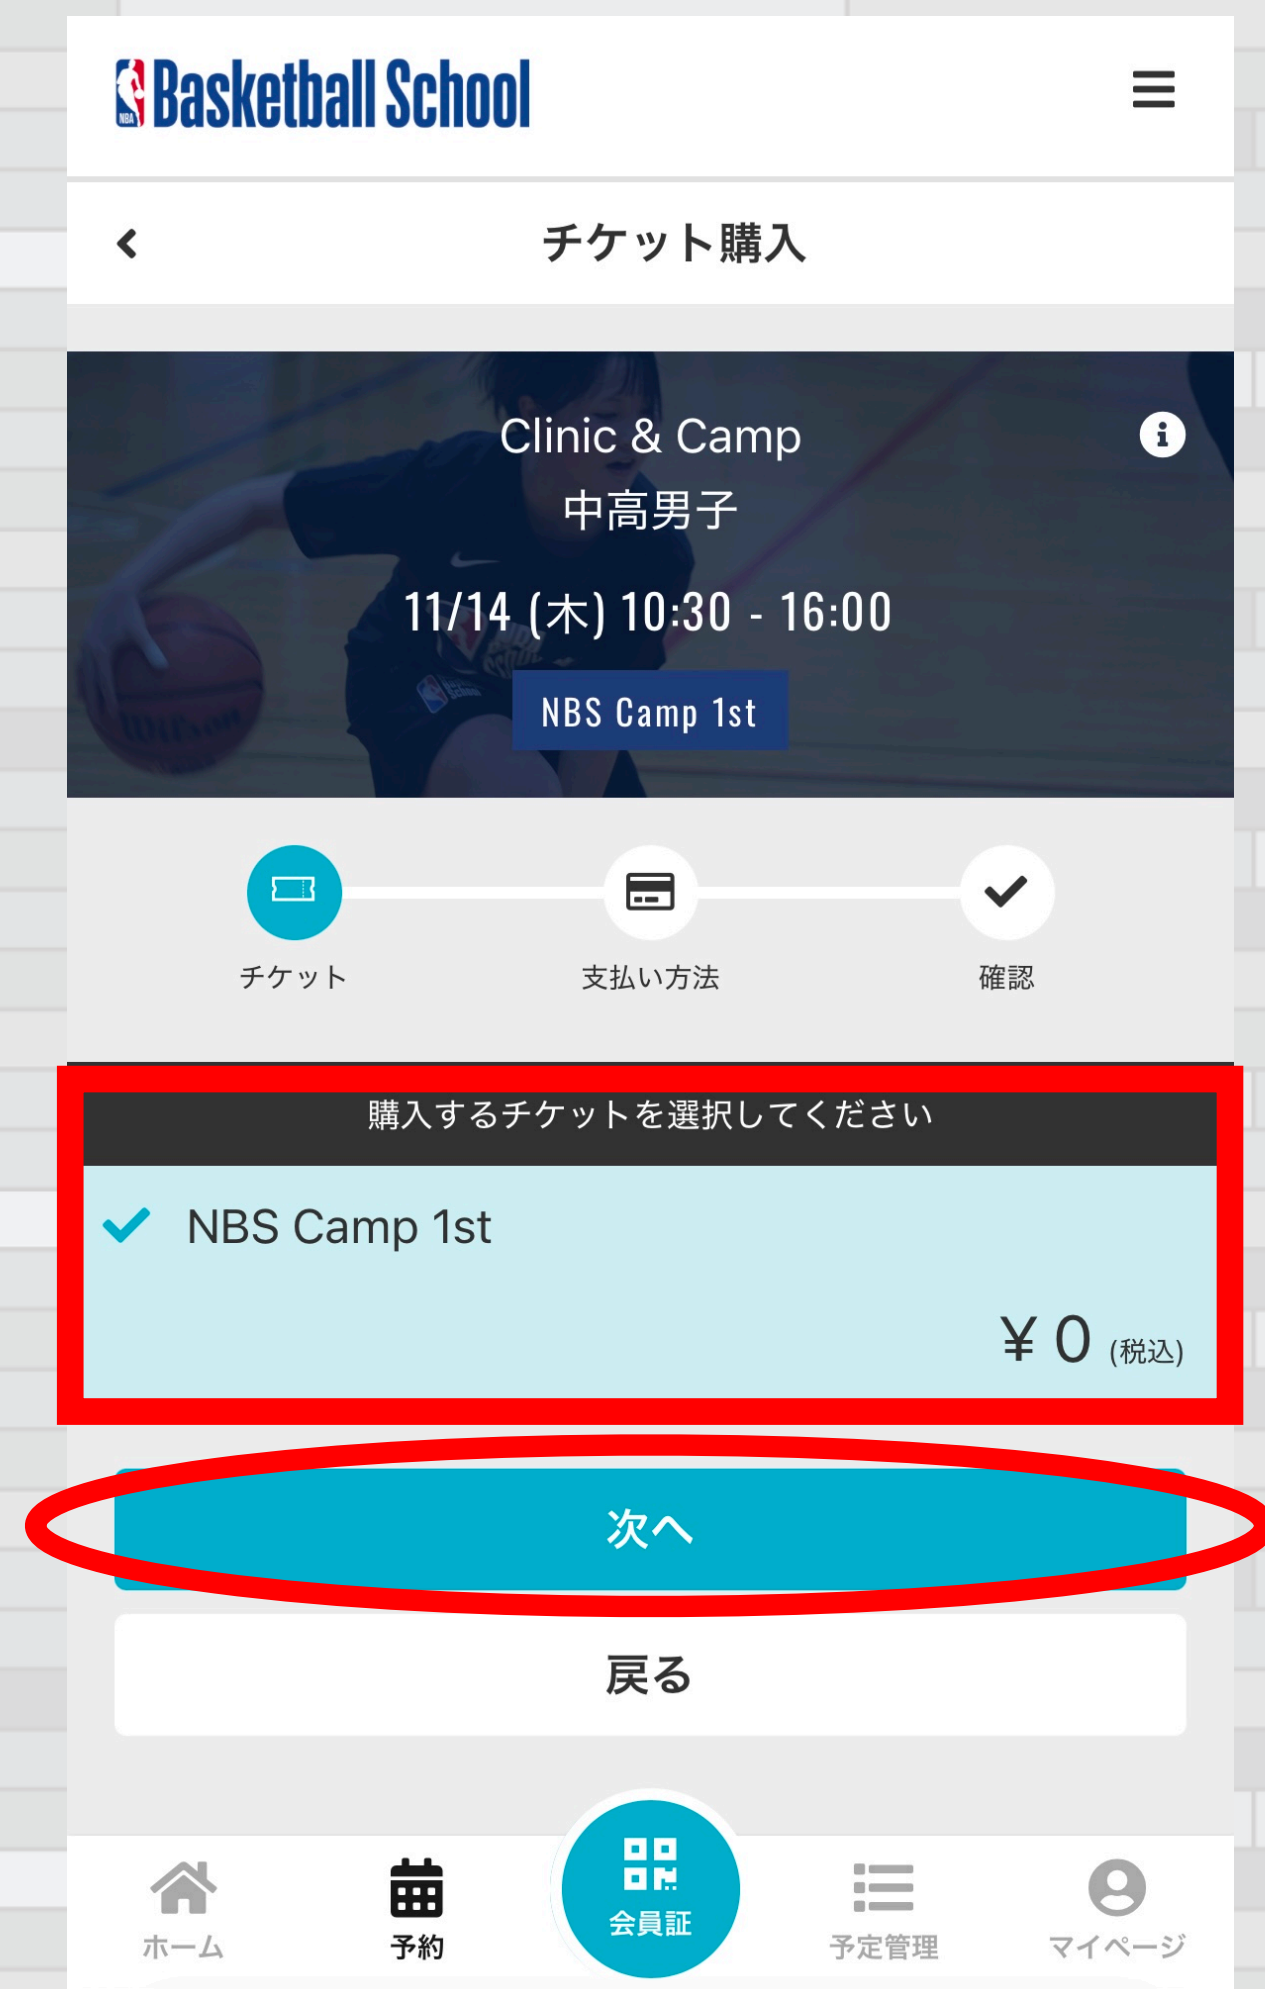 NBA Basketball School
チケット購入
Clinic & Camp
中高男子
11/14 (木) 10:30 - 16:00
NBS Camp 1st
チケット
支払い方法
確認
購入するチケットを選択してください
NBS Camp 1st
¥ 0 (税込)
次へ
戻る
ホーム
予約
会員証
予定管理
マイページ